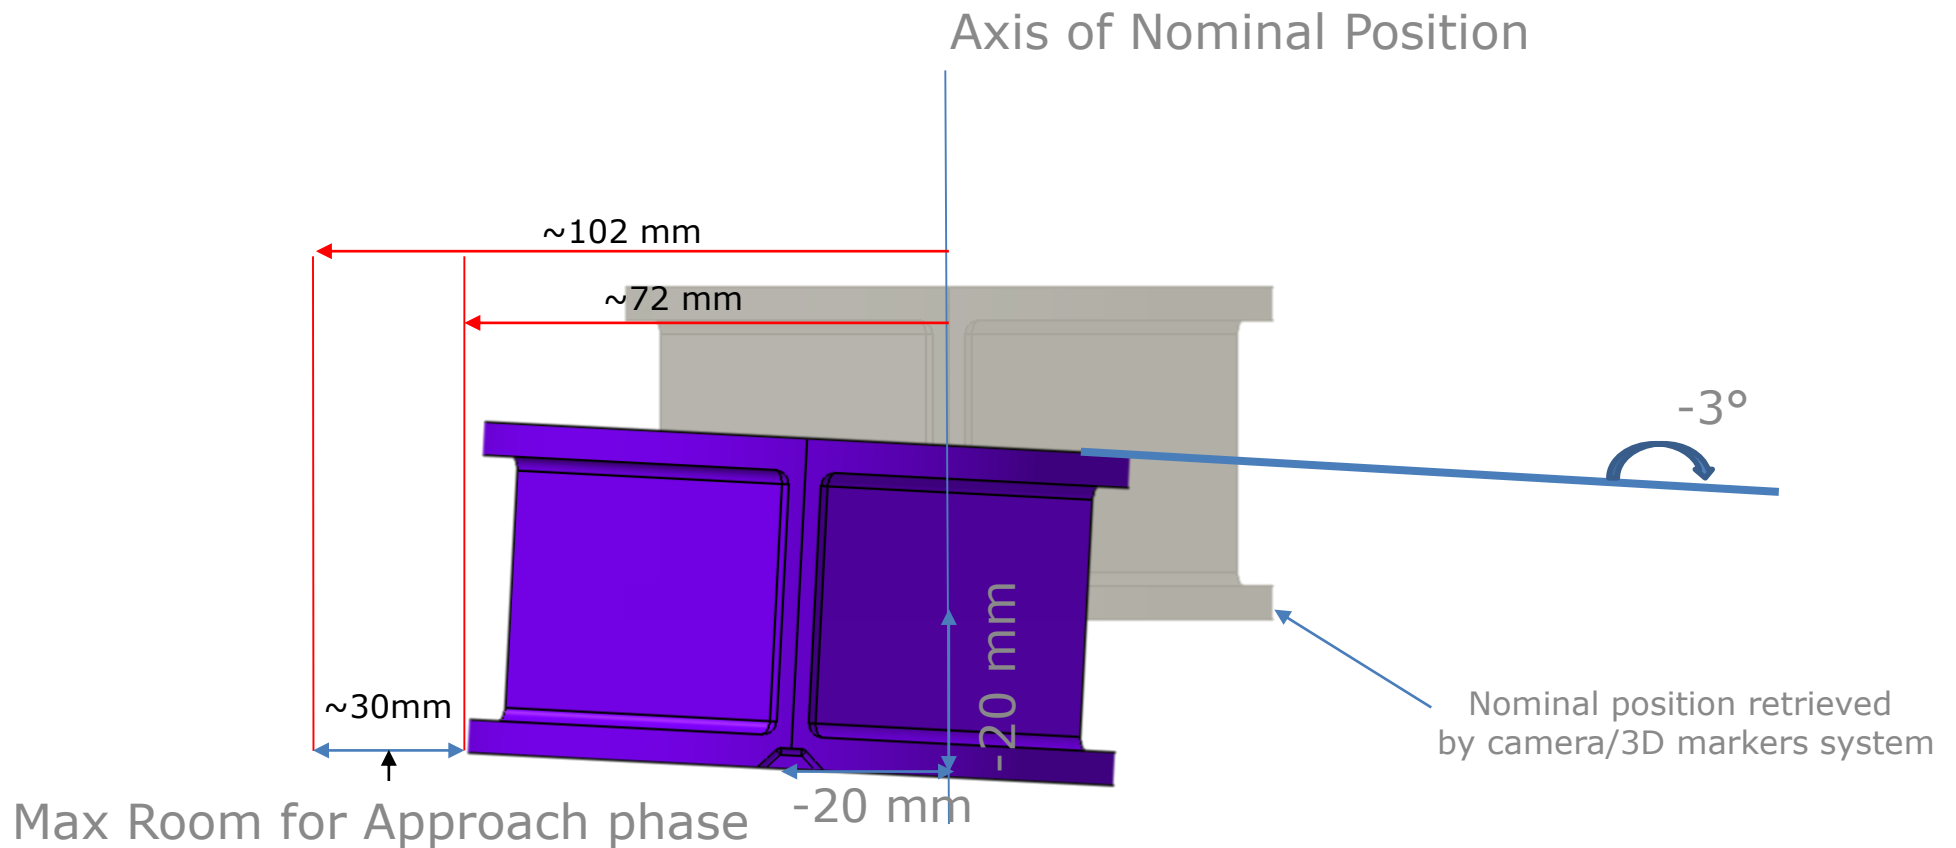 Axis of Nominal Position
~102 mm
~72 mm
-3°
-20 mm
~30mm
Nominal position retrieved
by camera/3D markers system
-20 mm
Max Room for Approach phase